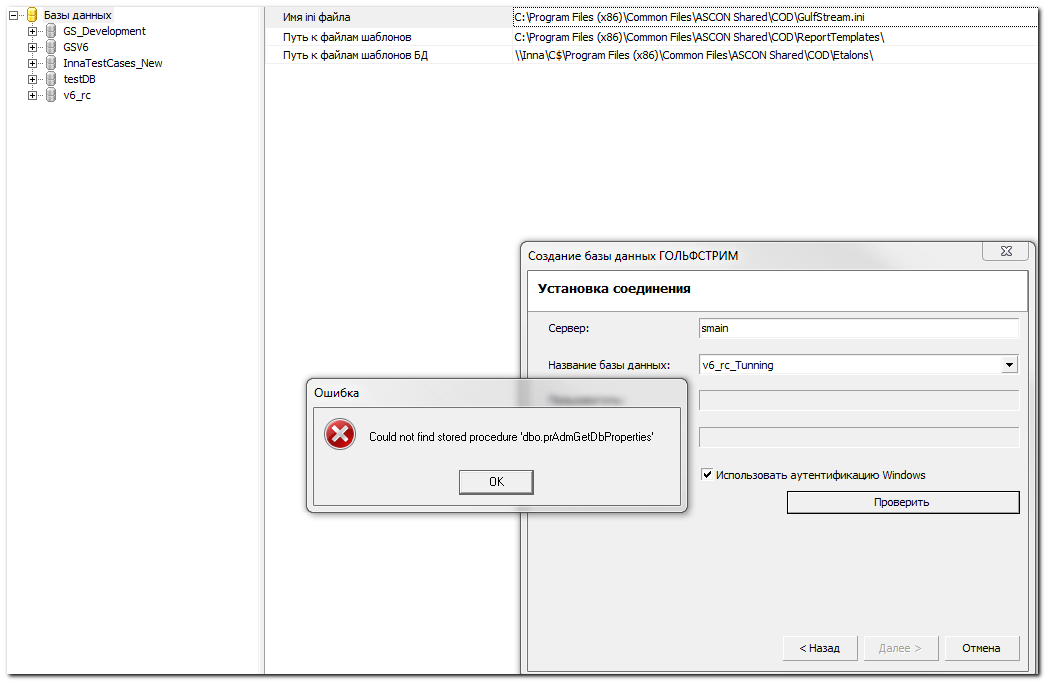 Базы данных
GS_Development
GSV6
InnaTestCases_New
testDB
v6_rc
Имя ini файла C:\Program Files (x86)\Common Files\ASCON Shared\COD\GulfStream.ini
Путь к файлам шаблонов C:\Program Files (x86)\Common Files\ASCON Shared\COD\ReportTemplates\
Путь к файлам шаблонов БД \\Inna\C$\Program Files (x86)\Common Files\ASCON Shared\COD\Etalons\
Создание базы данных ГОЛЬФСТРИМ
Установка соединения
Сервер: smain
Название базы данных: v6_rc_Tunning
Ошибка
Could not find stored procedure 'dbo.prAdmGetDbProperties'
OK
Использовать аутентификацию Windows
Проверить
< Назад Далее > Отмена